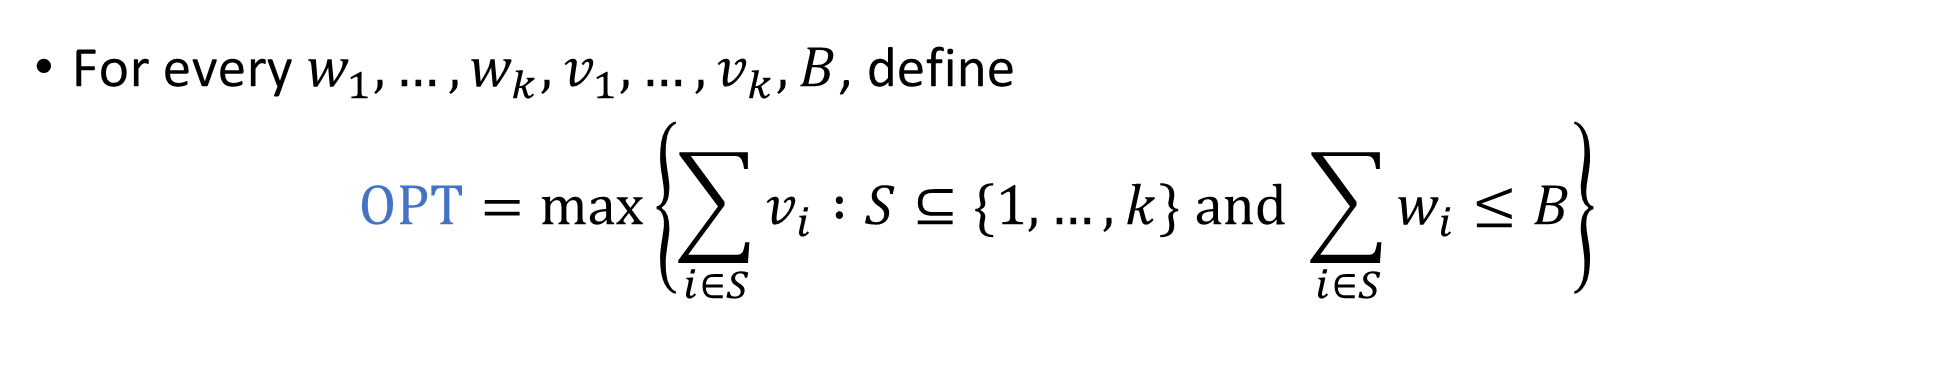 • For every w₁, … , wₖ, v₁, … , vₖ, B, define
OPT = max { ∑_{i∈S} vᵢ : S ⊆ {1, … , k} and ∑_{i∈S} wᵢ ≤ B }